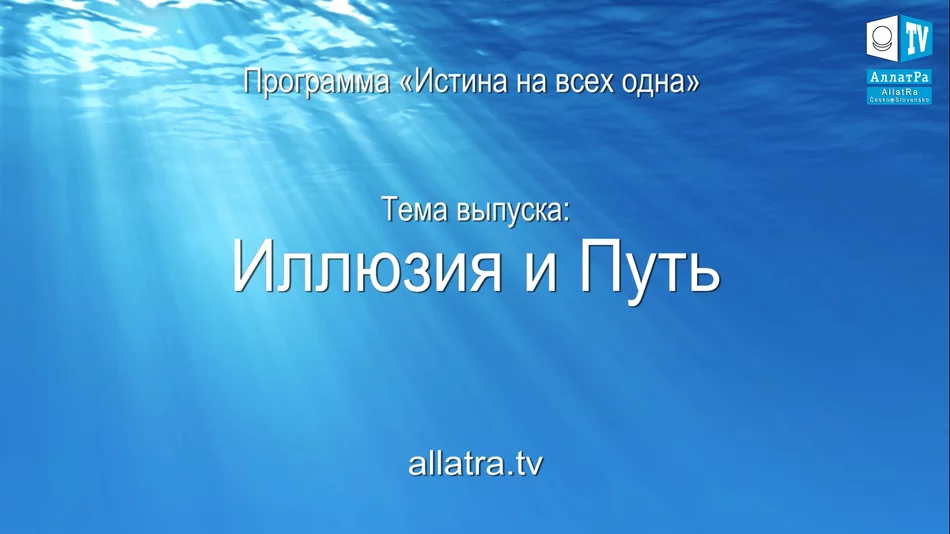 Программа «Истина на всех одна»
TV
АллатРа
AllatRa
Česko&Slovensko
Тема выпуска:
Иллюзия и Путь
allatra.tv